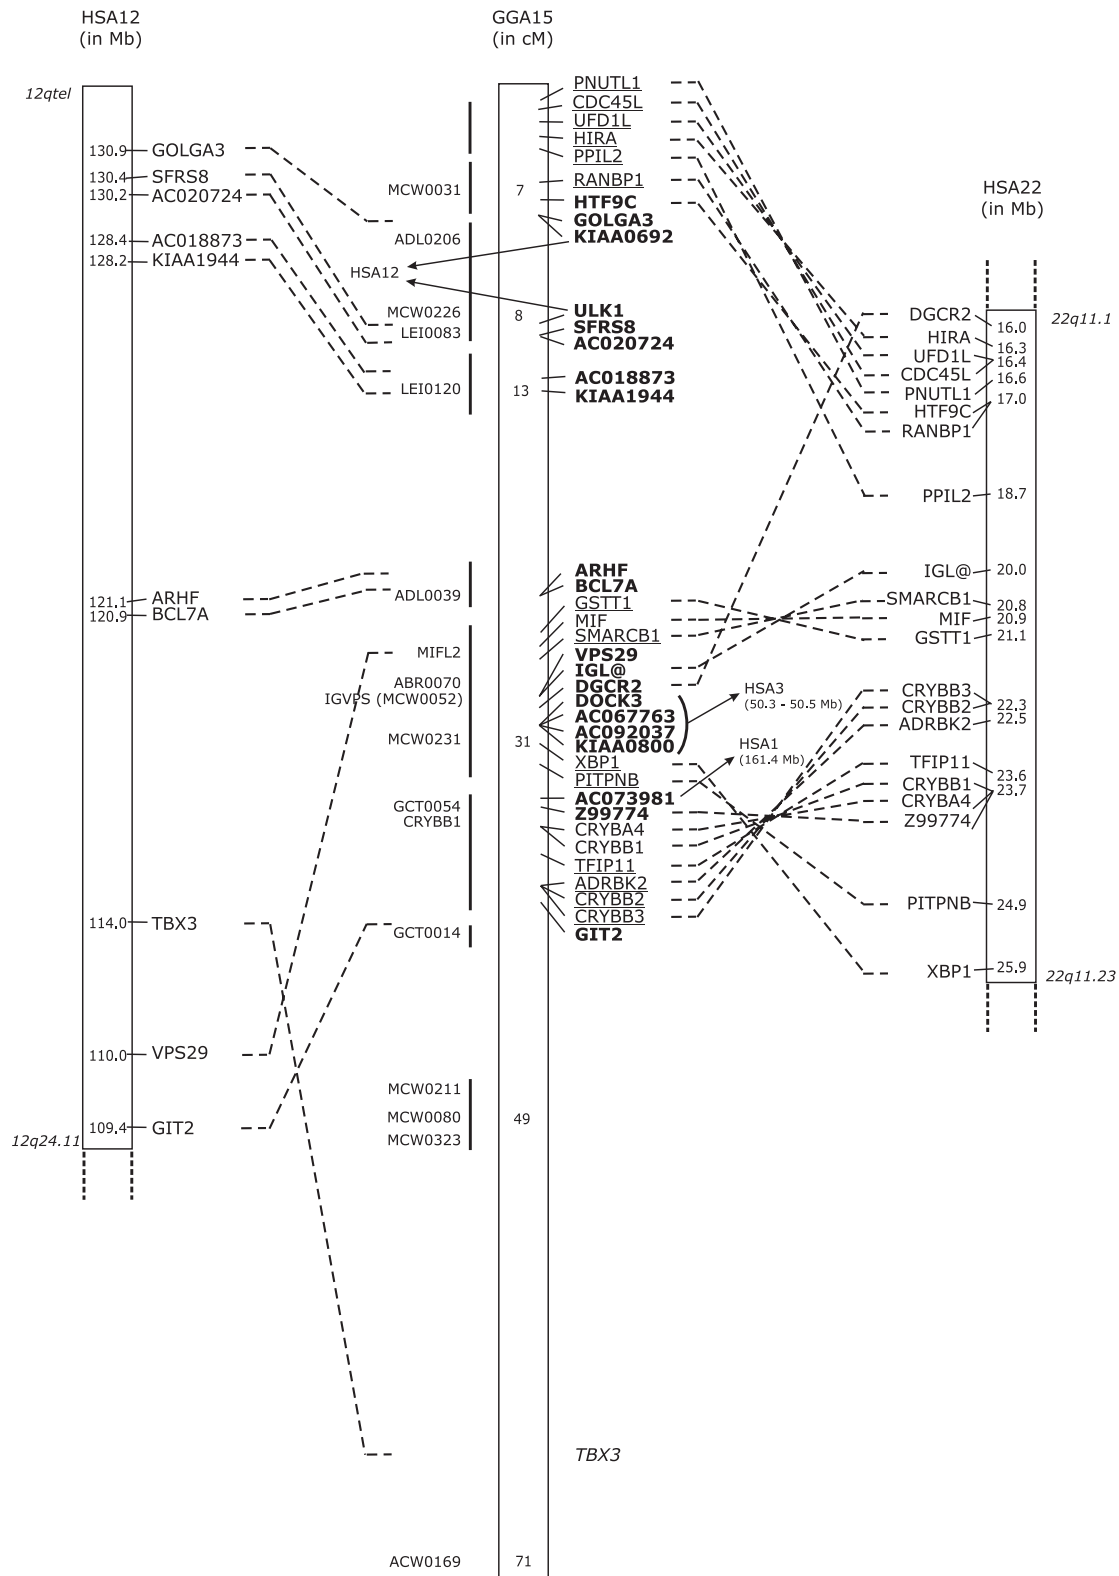 HSA12
(in Mb)
GGA15
(in cM)
HSA22
(in Mb)
12qtel
130.9
GOLGA3
130.4
SFRS8
130.2
AC020724
128.4
AC018873
128.2
KIAA1944
121.1
ARHF
120.9
BCL7A
114.0
TBX3
110.0
VPS29
109.4
GIT2
12q24.11
MCW0031
ADL0206
HSA12
MCW0226
LEI0083
LEI0120
ADL0039
MIFL2
ABR0070
IGVPS (MCW0052)
MCW0231
GCT0054
CRYBB1
GCT0014
MCW0211
MCW0080
MCW0323
ACW0169
7
8
13
31
49
71
PNUTL1
CDC45L
UFD1L
HIRA
PPIL2
RANBP1
HTF9C
GOLGA3
KIAA0692
ULK1
SFRS8
AC020724
AC018873
KIAA1944
ARHF
BCL7A
GSTT1
MIF
SMARCB1
VPS29
IGL@
DGCR2
DOCK3
AC067763
AC092037
KIAA0800
XBP1
PITPNB
AC073981
Z99774
CRYBA4
CRYBB1
TFIP11
ADRBK2
CRYBB2
CRYBB3
GIT2
TBX3
HSA3
(50.3 - 50.5 Mb)
HSA1
(161.4 Mb)
DGCR2
HIRA
UFD1L
CDC45L
PNUTL1
HTF9C
RANBP1
PPIL2
IGL@
SMARCB1
MIF
GSTT1
CRYBB3
CRYBB2
ADRBK2
TFIP11
CRYBB1
CRYBA4
Z99774
PITPNB
XBP1
16.0
16.3
16.4
16.6
17.0
18.7
20.0
20.8
20.9
21.1
22.3
22.5
23.6
23.7
24.9
25.9
22q11.1
22q11.23